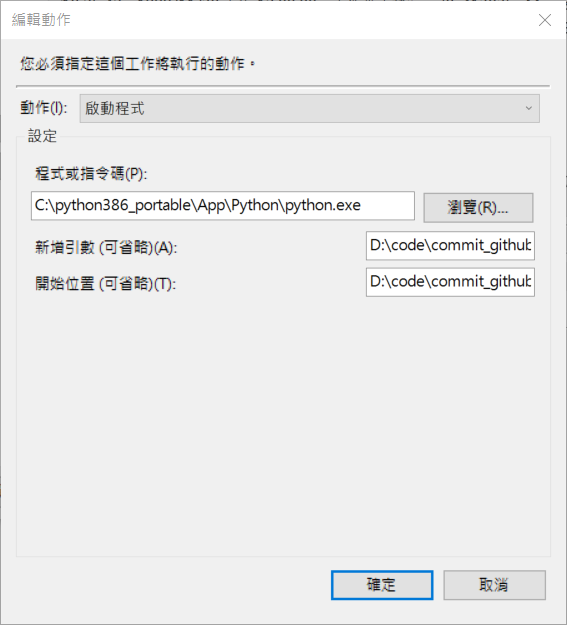 編輯動作
您必須指定這個工作將執行的動作。
動作(I): 啟動程式
設定
程式或指令碼(P):
C:\python386_portable\App\Python\python.exe
瀏覽(R)...
新增引數 (可省略)(A): D:\code\commit_github
開始位置 (可省略)(T): D:\code\commit_github
確定 取消